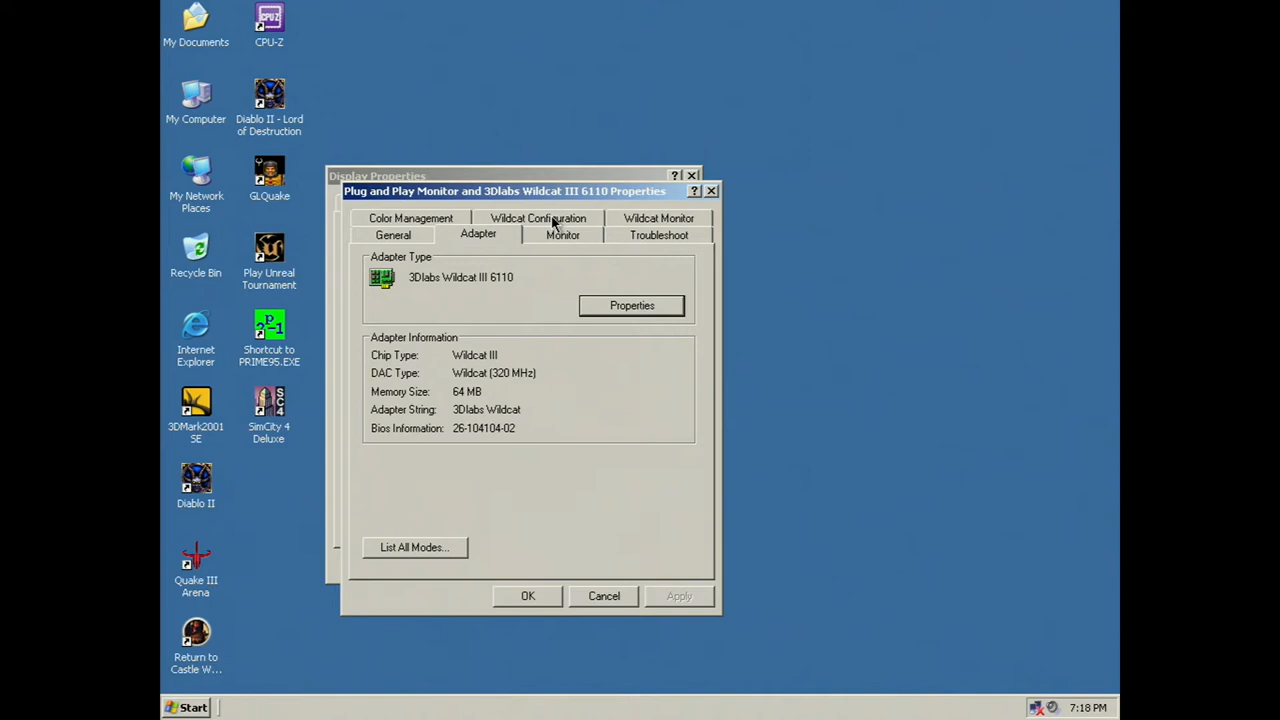 My Documents
CPU-Z
My Computer
Diablo II - Lord
of Destruction
My Network
Places
GLQuake
Recycle Bin
Play Unreal
Tournament
Internet
Explorer
Shortcut to
PRIME95.EXE
3DMark2001
SE
SimCity 4
Deluxe
Diablo II
Quake III
Arena
Return to
Castle W...
Display Properties
Plug and Play Monitor and 3Dlabs Wildcat III 6110 Properties
Color Management
Wildcat Configuration
Wildcat Monitor
General
Adapter
Monitor
Troubleshoot
Adapter Type
3Dlabs Wildcat III 6110
Properties
Adapter Information
Chip Type: Wildcat III
DAC Type: Wildcat (320 MHz)
Memory Size: 64 MB
Adapter String: 3Dlabs Wildcat
Bios Information: 26-104104-02
List All Modes...
OK
Cancel
Apply
Start
7:18 PM